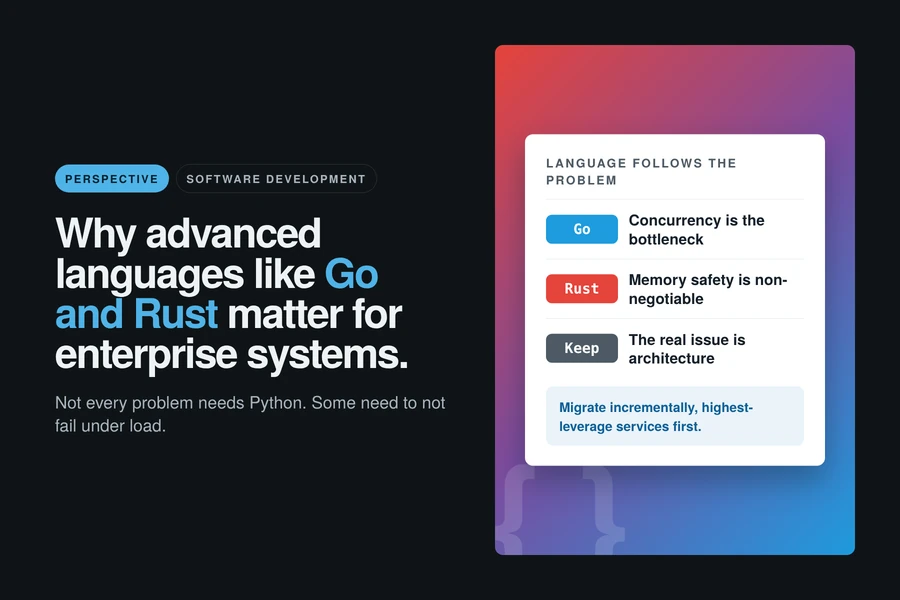 PERSPECTIVE SOFTWARE DEVELOPMENT
Why advanced
languages like Go
and Rust matter for
enterprise systems.
Not every problem needs Python. Some need to not
fail under load.
LANGUAGE FOLLOWS THE
PROBLEM
Go Concurrency is the
bottleneck
Rust Memory safety is non-
negotiable
Keep The real issue is
architecture
Migrate incrementally, highest-
leverage services first.
{ }